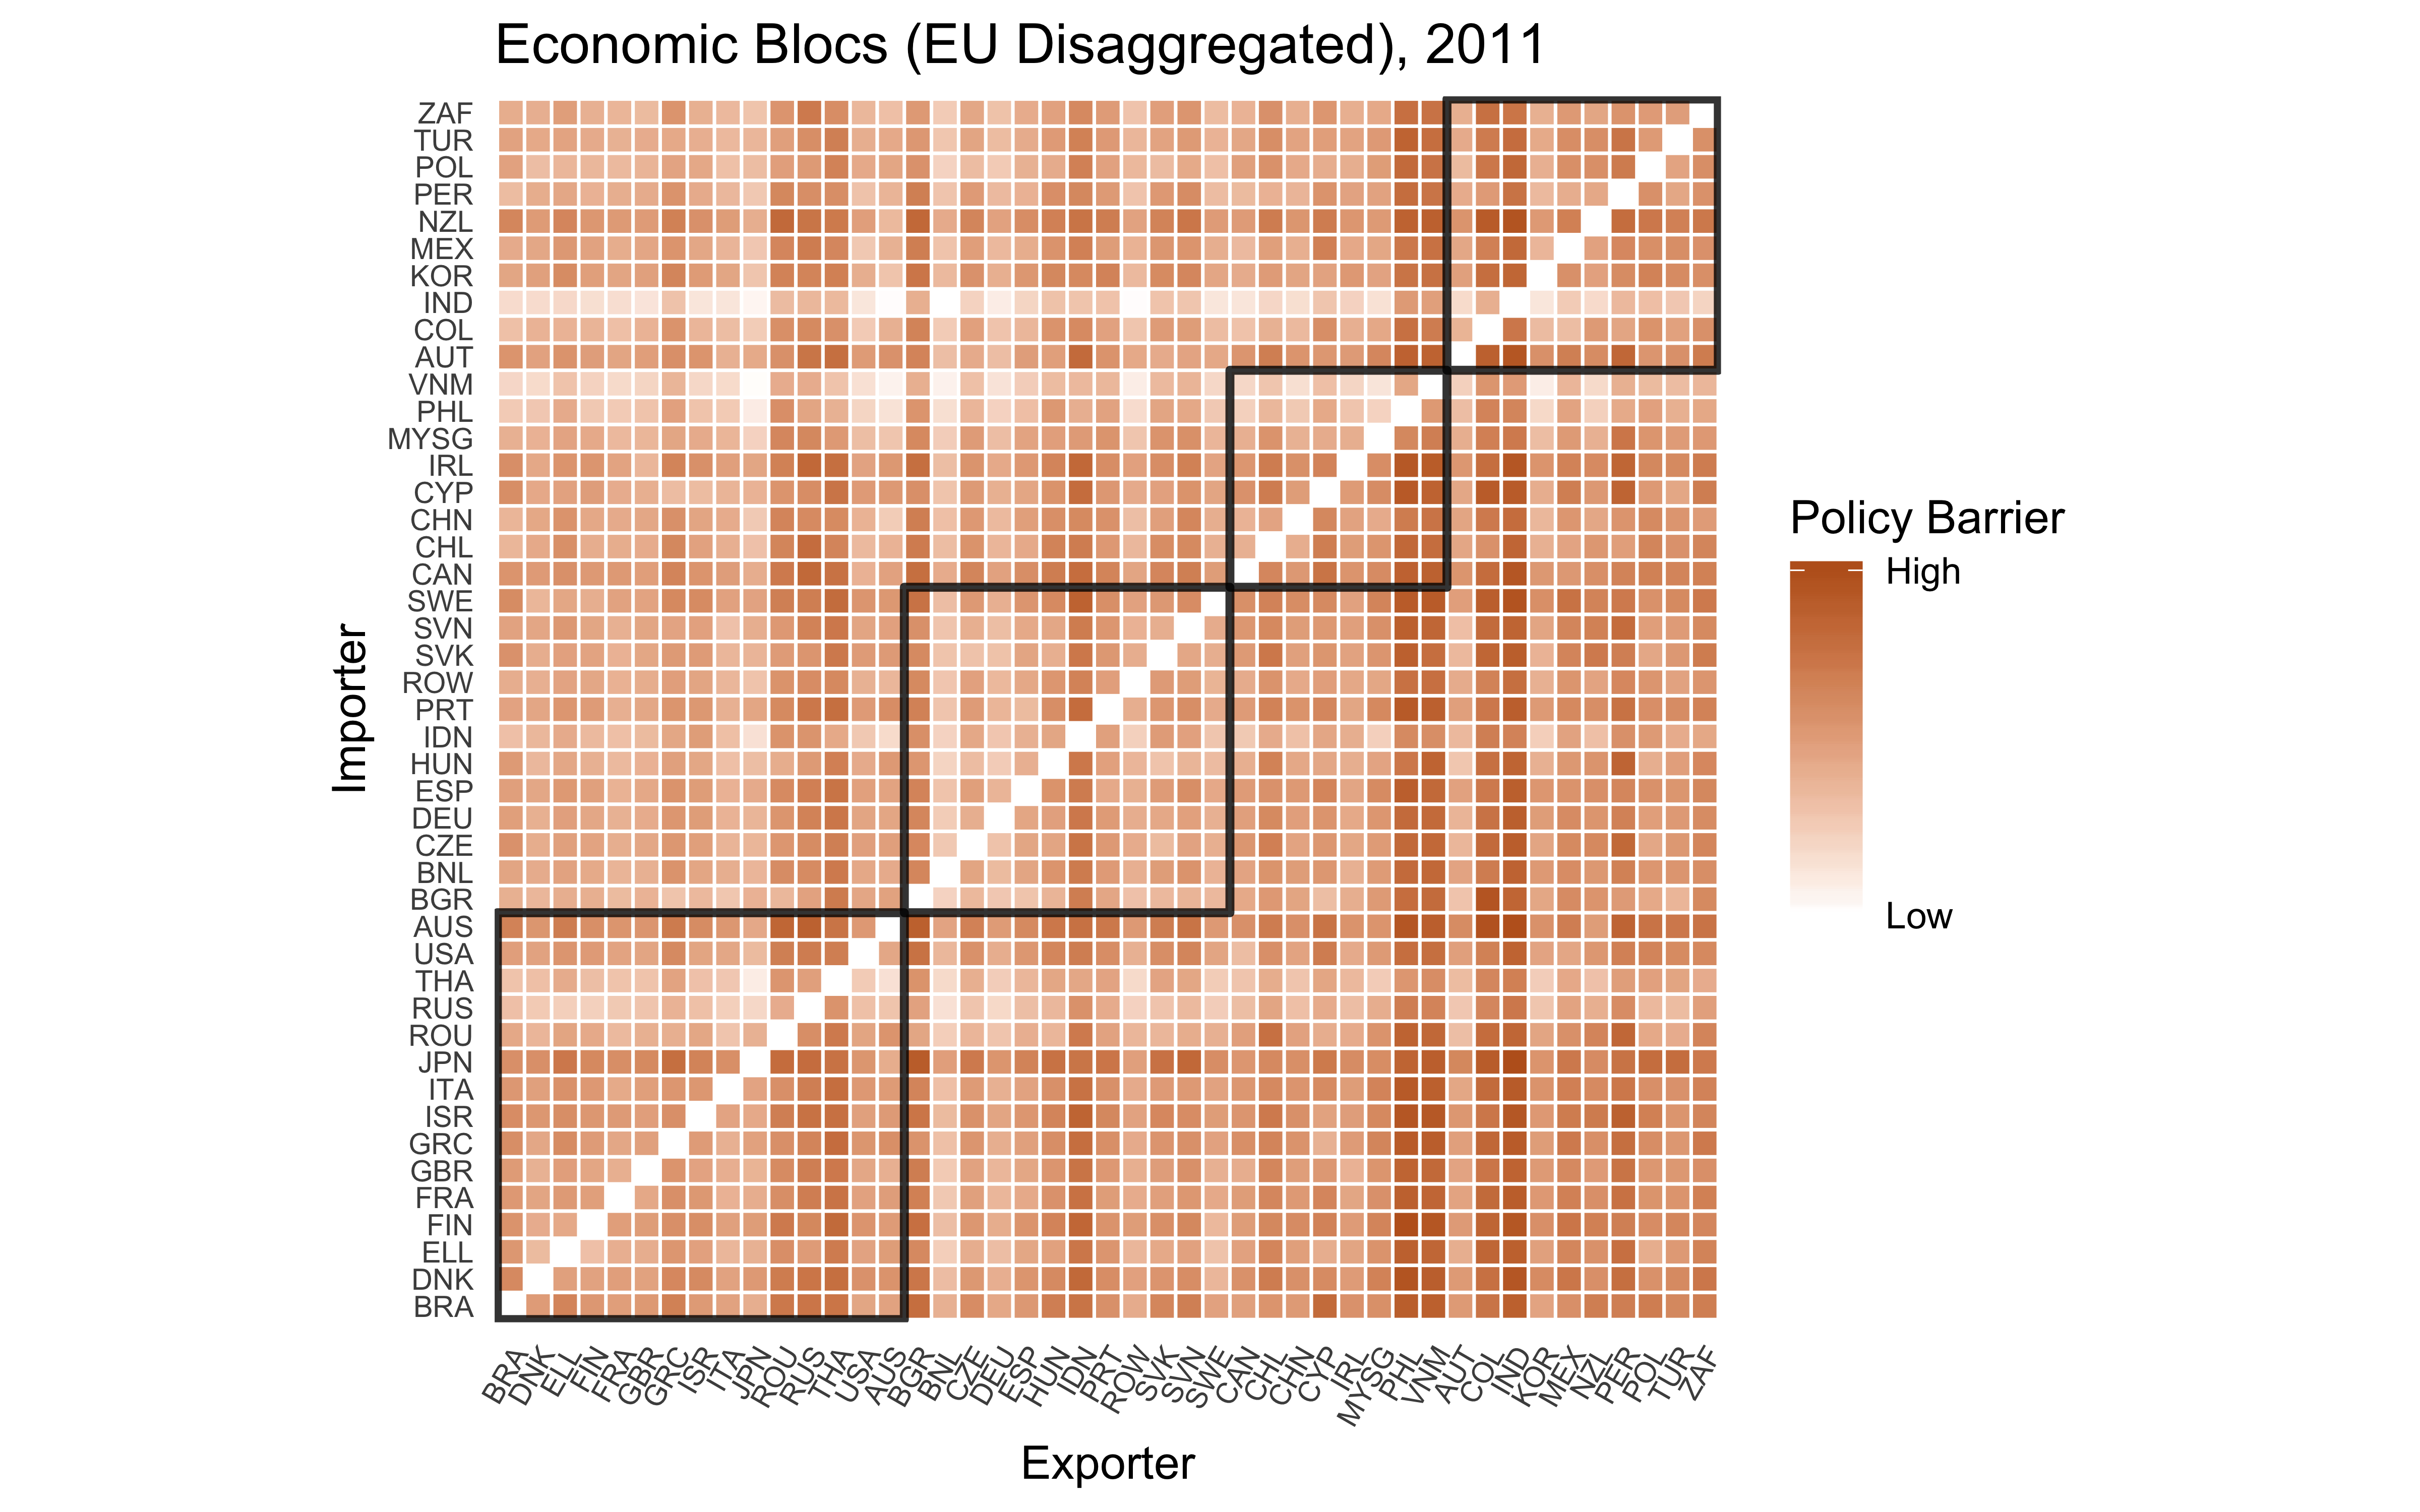 Economic Blocs (EU Disaggregated), 2011
ZAF
TUR
POL
PER
NZL
MEX
KOR
IND
COL
AUT
VNM
PHL
MYSG
IRL
CYP
CHN
CHL
CAN
SWE
SVN
SVK
ROW
PRT
IDN
HUN
ESP
DEU
CZE
BNL
BGR
AUS
USA
THA
RUS
ROU
JPN
ITA
ISR
GRC
GBR
FRA
FIN
ELL
DNK
BRA
Importer
BRA
DNK
ELL
FIN
FRA
GBR
GRC
ISR
ITA
JPN
ROU
RUS
THA
USA
AUS
BGR
BNL
CZE
DEU
ESP
HUN
IDN
PRT
ROW
SVK
SVN
SWE
CAN
CHL
CHN
CYP
IRL
MYSG
PHL
VNM
AUT
COL
IND
KOR
MEX
NZL
PER
POL
TUR
ZAF
Exporter
Policy Barrier
High
Low